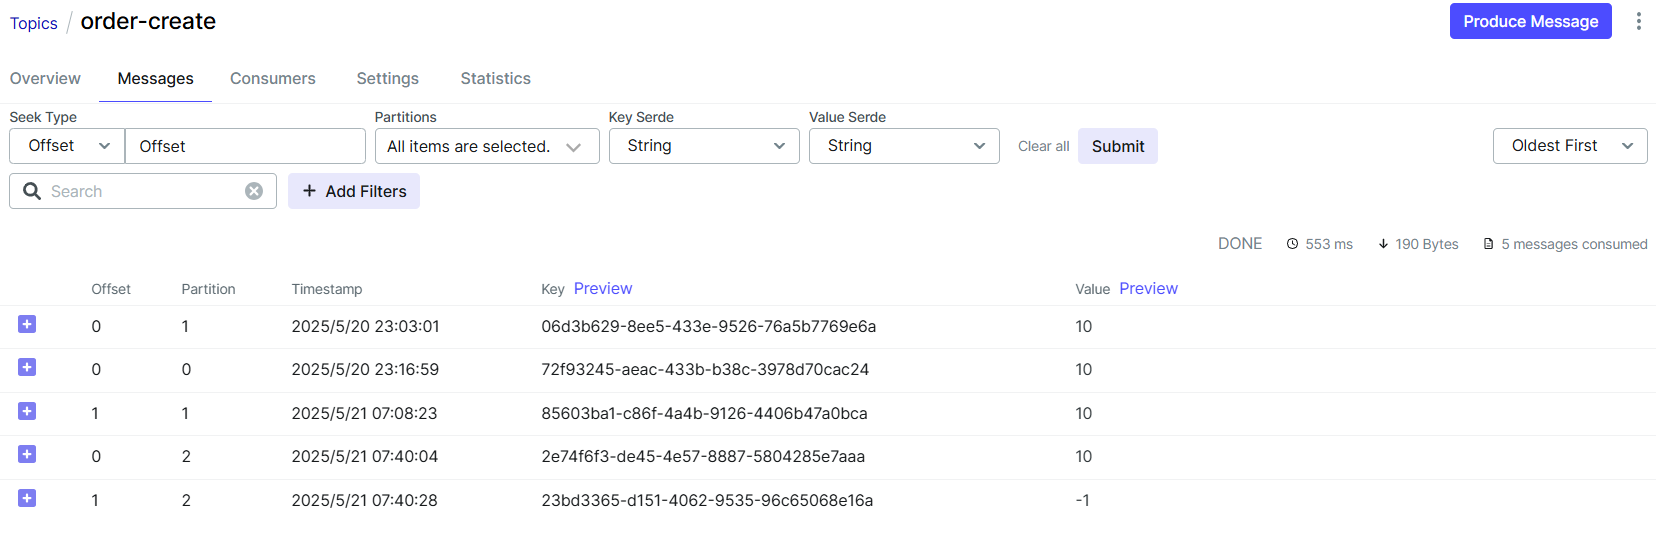 Topics / order-create
Produce Message
Overview Messages Consumers Settings Statistics
Seek Type Partitions Key Serde Value Serde
Offset Offset All items are selected. String String Clear all Submit Oldest First
Search + Add Filters
DONE 553 ms 190 Bytes 5 messages consumed
Offset Partition Timestamp Key Preview Value Preview
0 1 2025/5/20 23:03:01 06d3b629-8ee5-433e-9526-76a5b7769e6a 10
0 0 2025/5/20 23:16:59 72f93245-aeac-433b-b38c-3978d70cac24 10
1 1 2025/5/21 07:08:23 85603ba1-c86f-4a4b-9126-4406b47a0bca 10
0 2 2025/5/21 07:40:04 2e74f6f3-de45-4e57-8887-5804285e7aaa 10
1 2 2025/5/21 07:40:28 23bd3365-d151-4062-9535-96c65068e16a -1